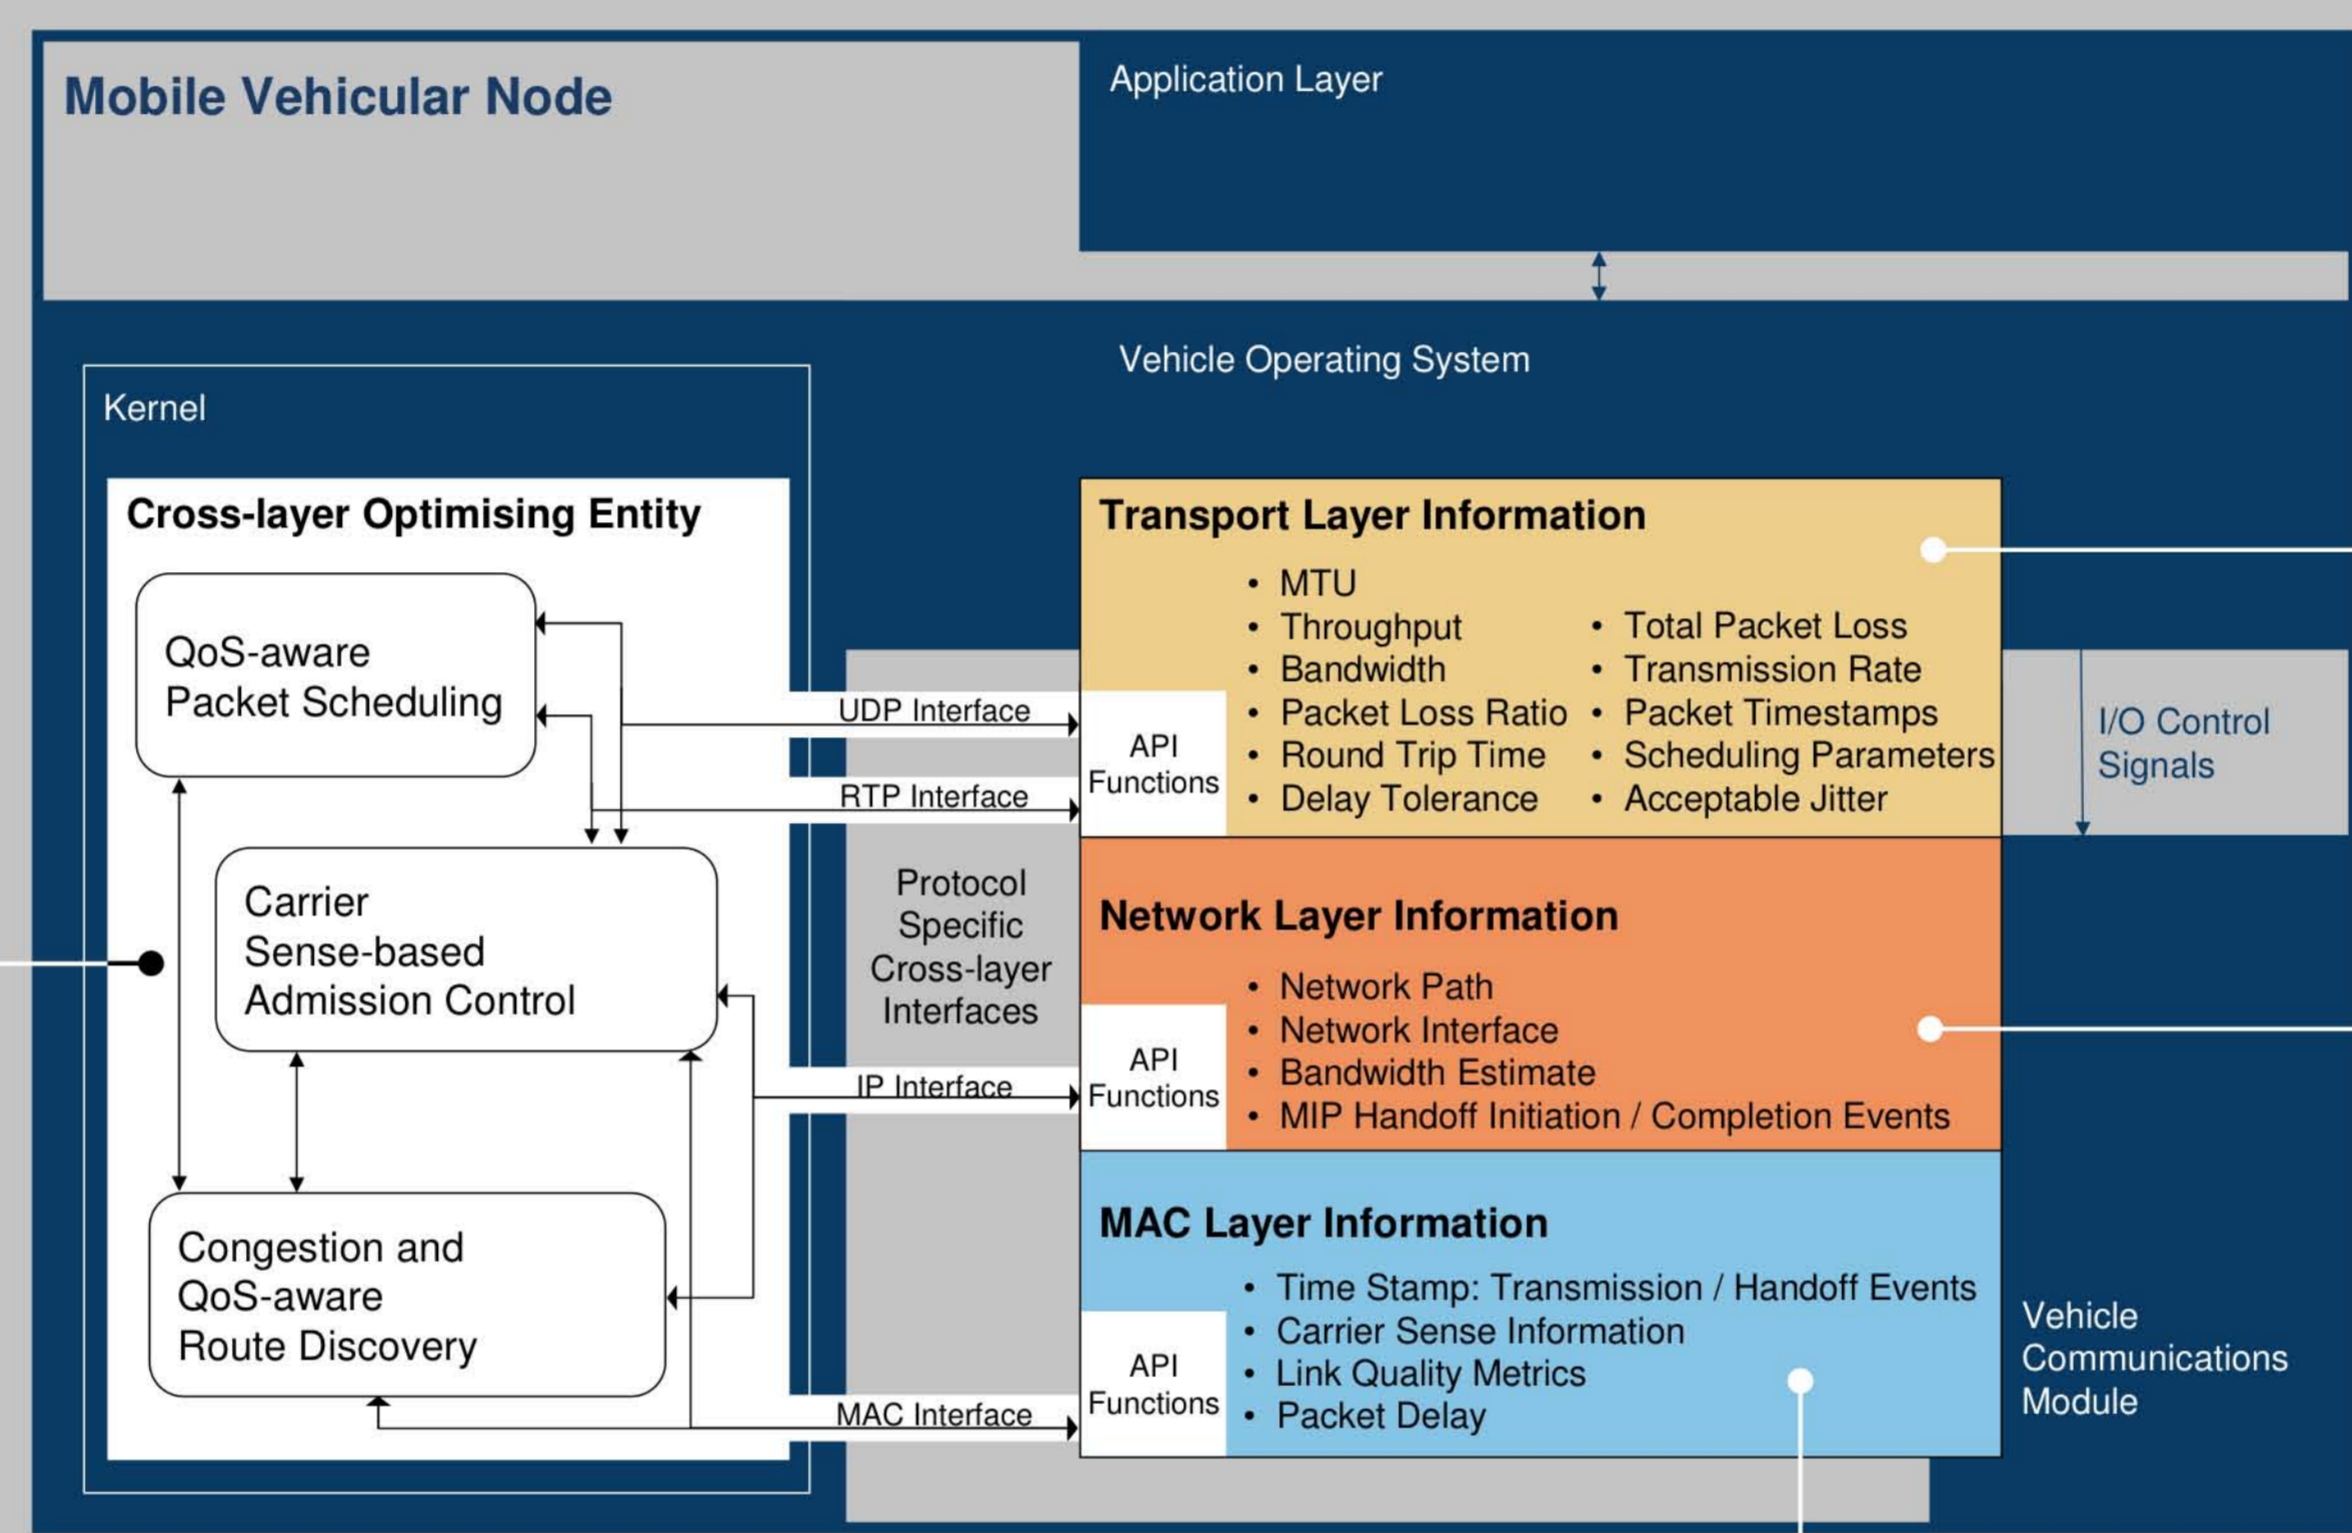 Mobile Vehicular Node
Application Layer
Vehicle Operating System
Kernel
Cross-layer Optimising Entity
QoS-aware
Packet Scheduling
Carrier
Sense-based
Admission Control
Congestion and
QoS-aware
Route Discovery
UDP Interface
RTP Interface
Protocol
Specific
Cross-layer
Interfaces
IP Interface
MAC Interface
Transport Layer Information
• MTU
• Throughput
• Bandwidth
• Packet Loss Ratio
• Round Trip Time
• Delay Tolerance
• Total Packet Loss
• Transmission Rate
• Packet Timestamps
• Scheduling Parameters
• Acceptable Jitter
API
Functions
Network Layer Information
• Network Path
• Network Interface
• Bandwidth Estimate
• MIP Handoff Initiation / Completion Events
API
Functions
MAC Layer Information
• Time Stamp: Transmission / Handoff Events
• Carrier Sense Information
• Link Quality Metrics
• Packet Delay
API
Functions
I/O Control
Signals
Vehicle
Communications
Module